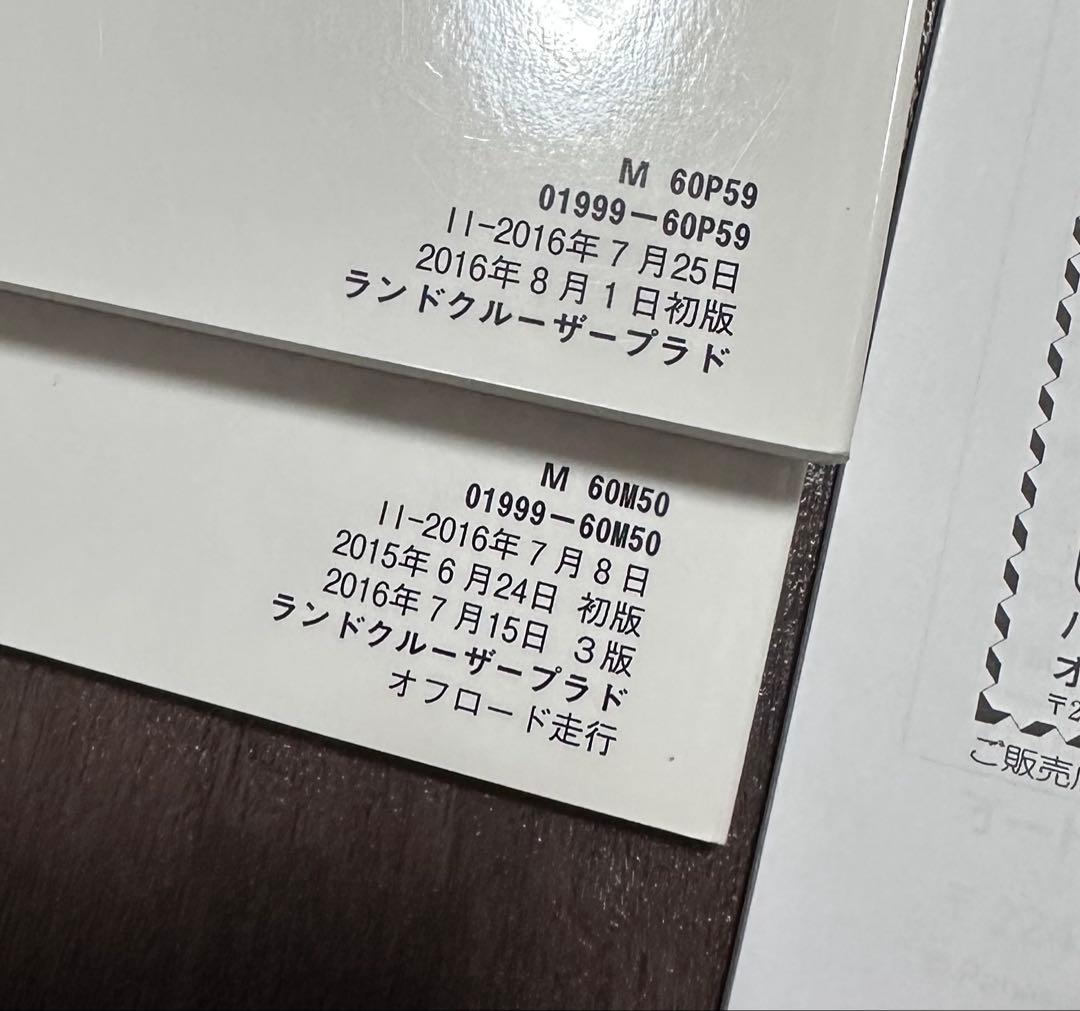 M 60P59
01999-60P59
II-2016年7月25日
2016年8月1日初版
ランドクルーザープラド
M 60M50
01999-60M50
II-2016年7月8日
2015年6月24日 初版
2016年7月15日 3版
ランドクルーザープラド
オフロード走行
〒2
ご販売